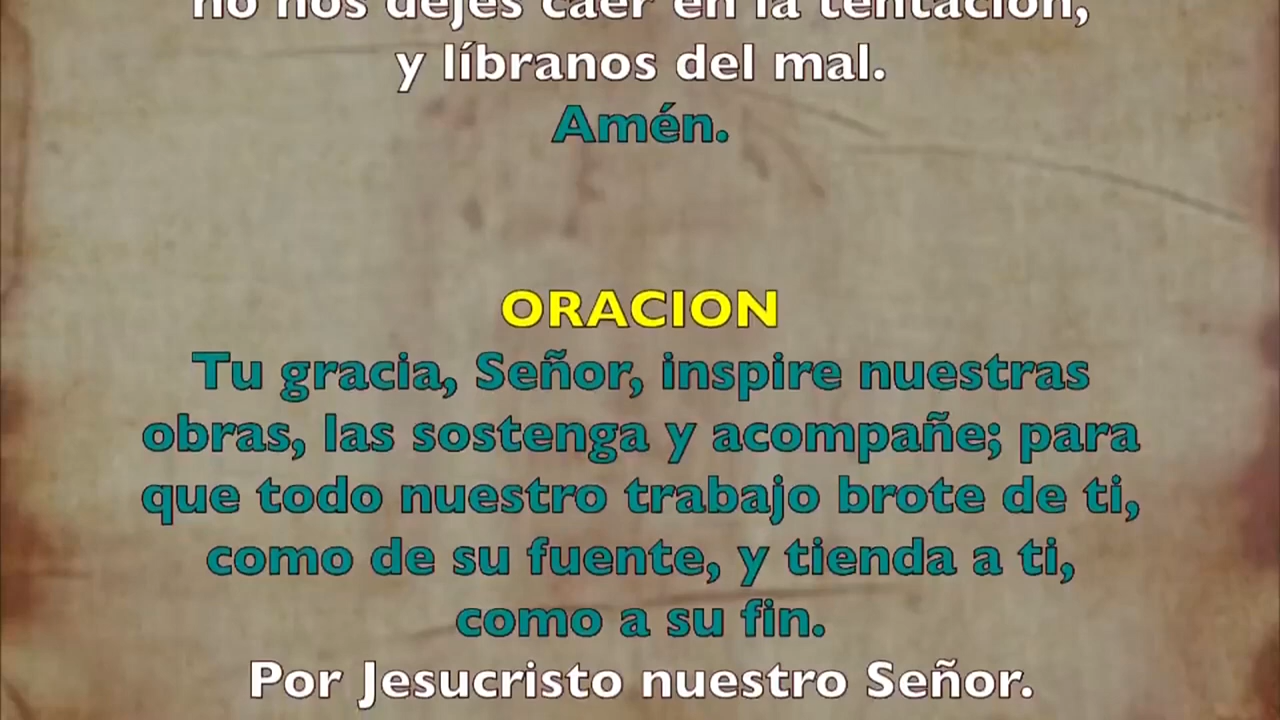 no nos dejes caer en la tentación,
y líbranos del mal.
Amén.
ORACION
Tu gracia, Señor, inspire nuestras
obras, las sostenga y acompañe; para
que todo nuestro trabajo brote de ti,
como de su fuente, y tienda a ti,
como a su fin.
Por Jesucristo nuestro Señor.